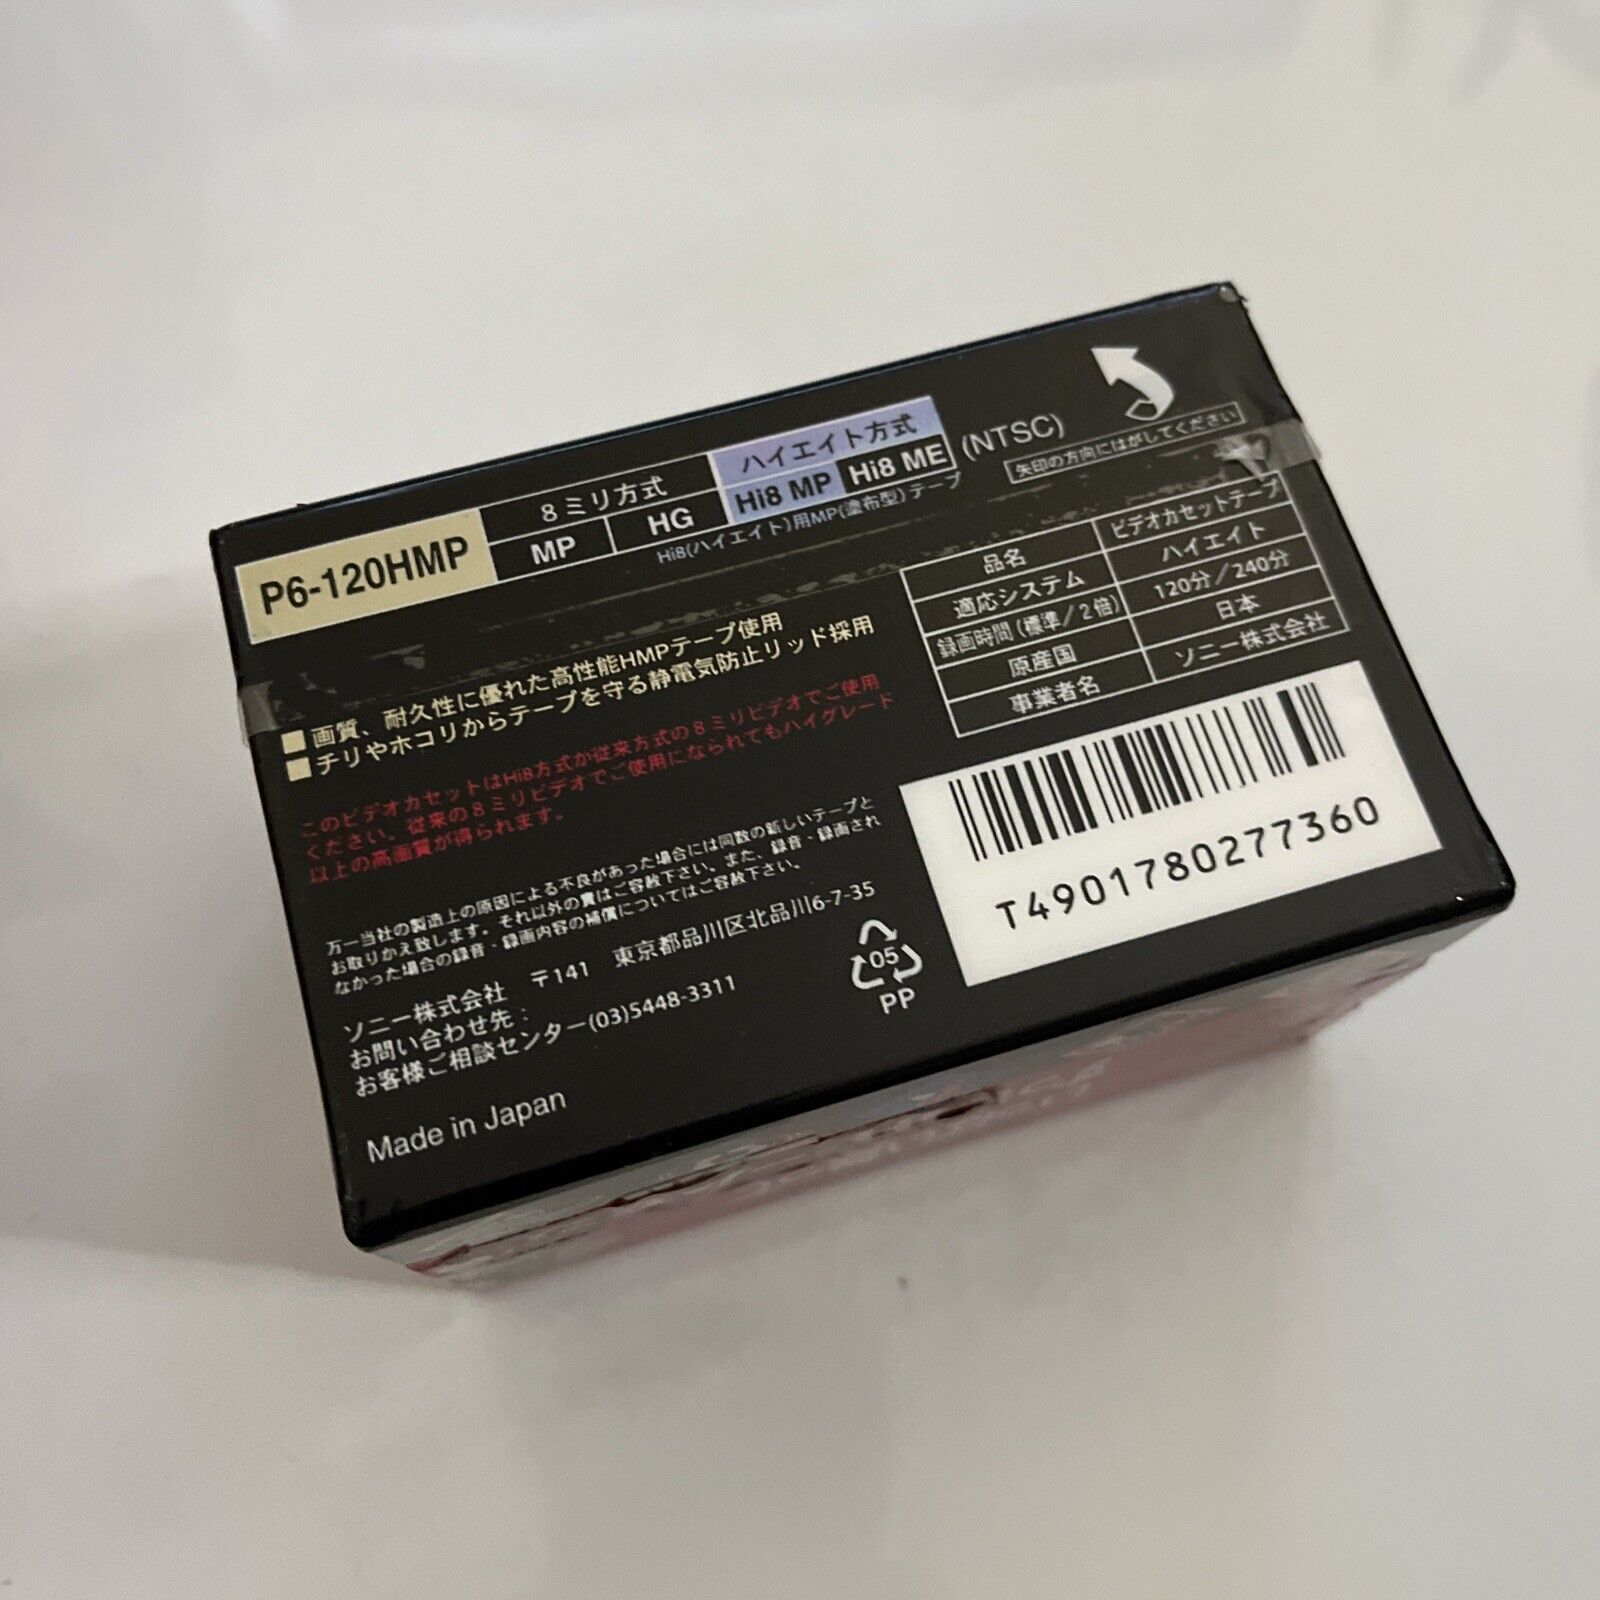 P6-120HMP
8ミリ方式
MP
HG
ハイエイト方式
Hi8 MP
Hi8 ME
(NTSC)
Hi8(ハイエイト)用MP(塗布型)テープ
矢印の方向にはがしてください
品名 ビデオカセットテープ
適応システム ハイエイト
録画時間(標準/2倍) 120分/240分
原産国 日本
事業者名 ソニー株式会社
■画質、耐久性に優れた高性能HMPテープ使用
■チリやホコリからテープを守る静電気防止リッド採用
このビデオカセットはHi8方式か従来方式の8ミリビデオでご使用
ください。従来の8ミリビデオでご使用になられてもハイグレード
以上の高画質が得られます。
万一当社の製造上の原因による不良があった場合には同数の新しいテープと
お取りかえ致します。それ以外の責はご容赦下さい。また、録音・録画され
なかった場合の録音・録画内容の補償についてはご容赦下さい。
ソニー株式会社 〒141 東京都品川区北品川6-7-35
お問い合わせ先:
お客様ご相談センター(03)5448-3311
Made in Japan
05
PP
T4901780277360